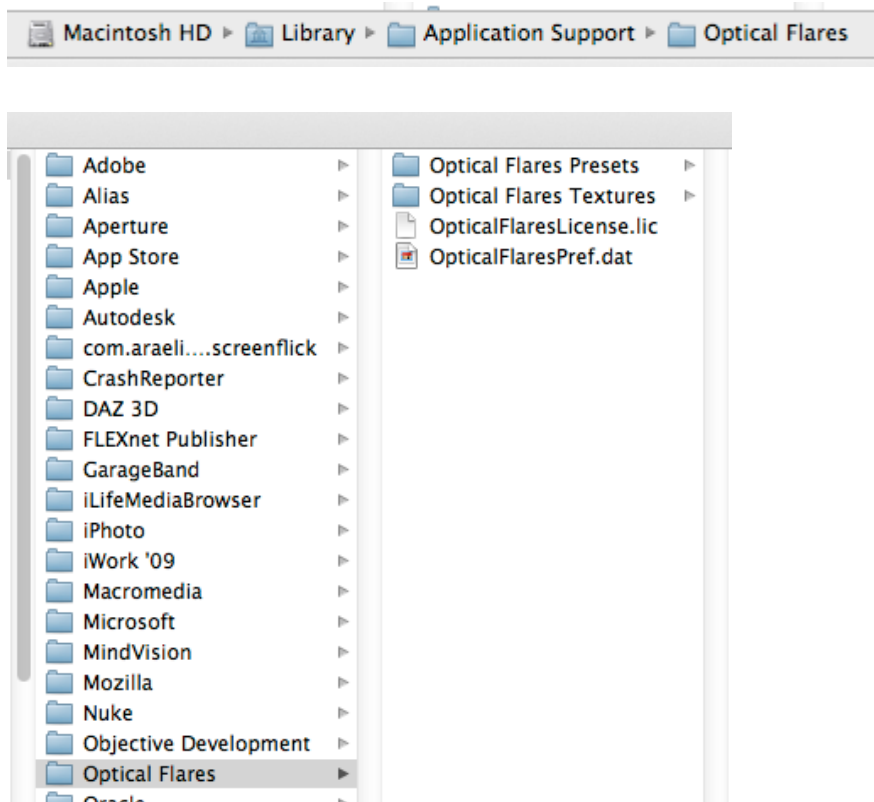 Macintosh HD ▸ Library ▸ Application Support ▸ Optical Flares
Adobe
Alias
Aperture
App Store
Apple
Autodesk
com.araeli....screenflick
CrashReporter
DAZ 3D
FLEXnet Publisher
GarageBand
iLifeMediaBrowser
iPhoto
iWork '09
Macromedia
Microsoft
MindVision
Mozilla
Nuke
Objective Development
Optical Flares
Oracle
Optical Flares Presets
Optical Flares Textures
OpticalFlaresLicense.lic
OpticalFlaresPref.dat